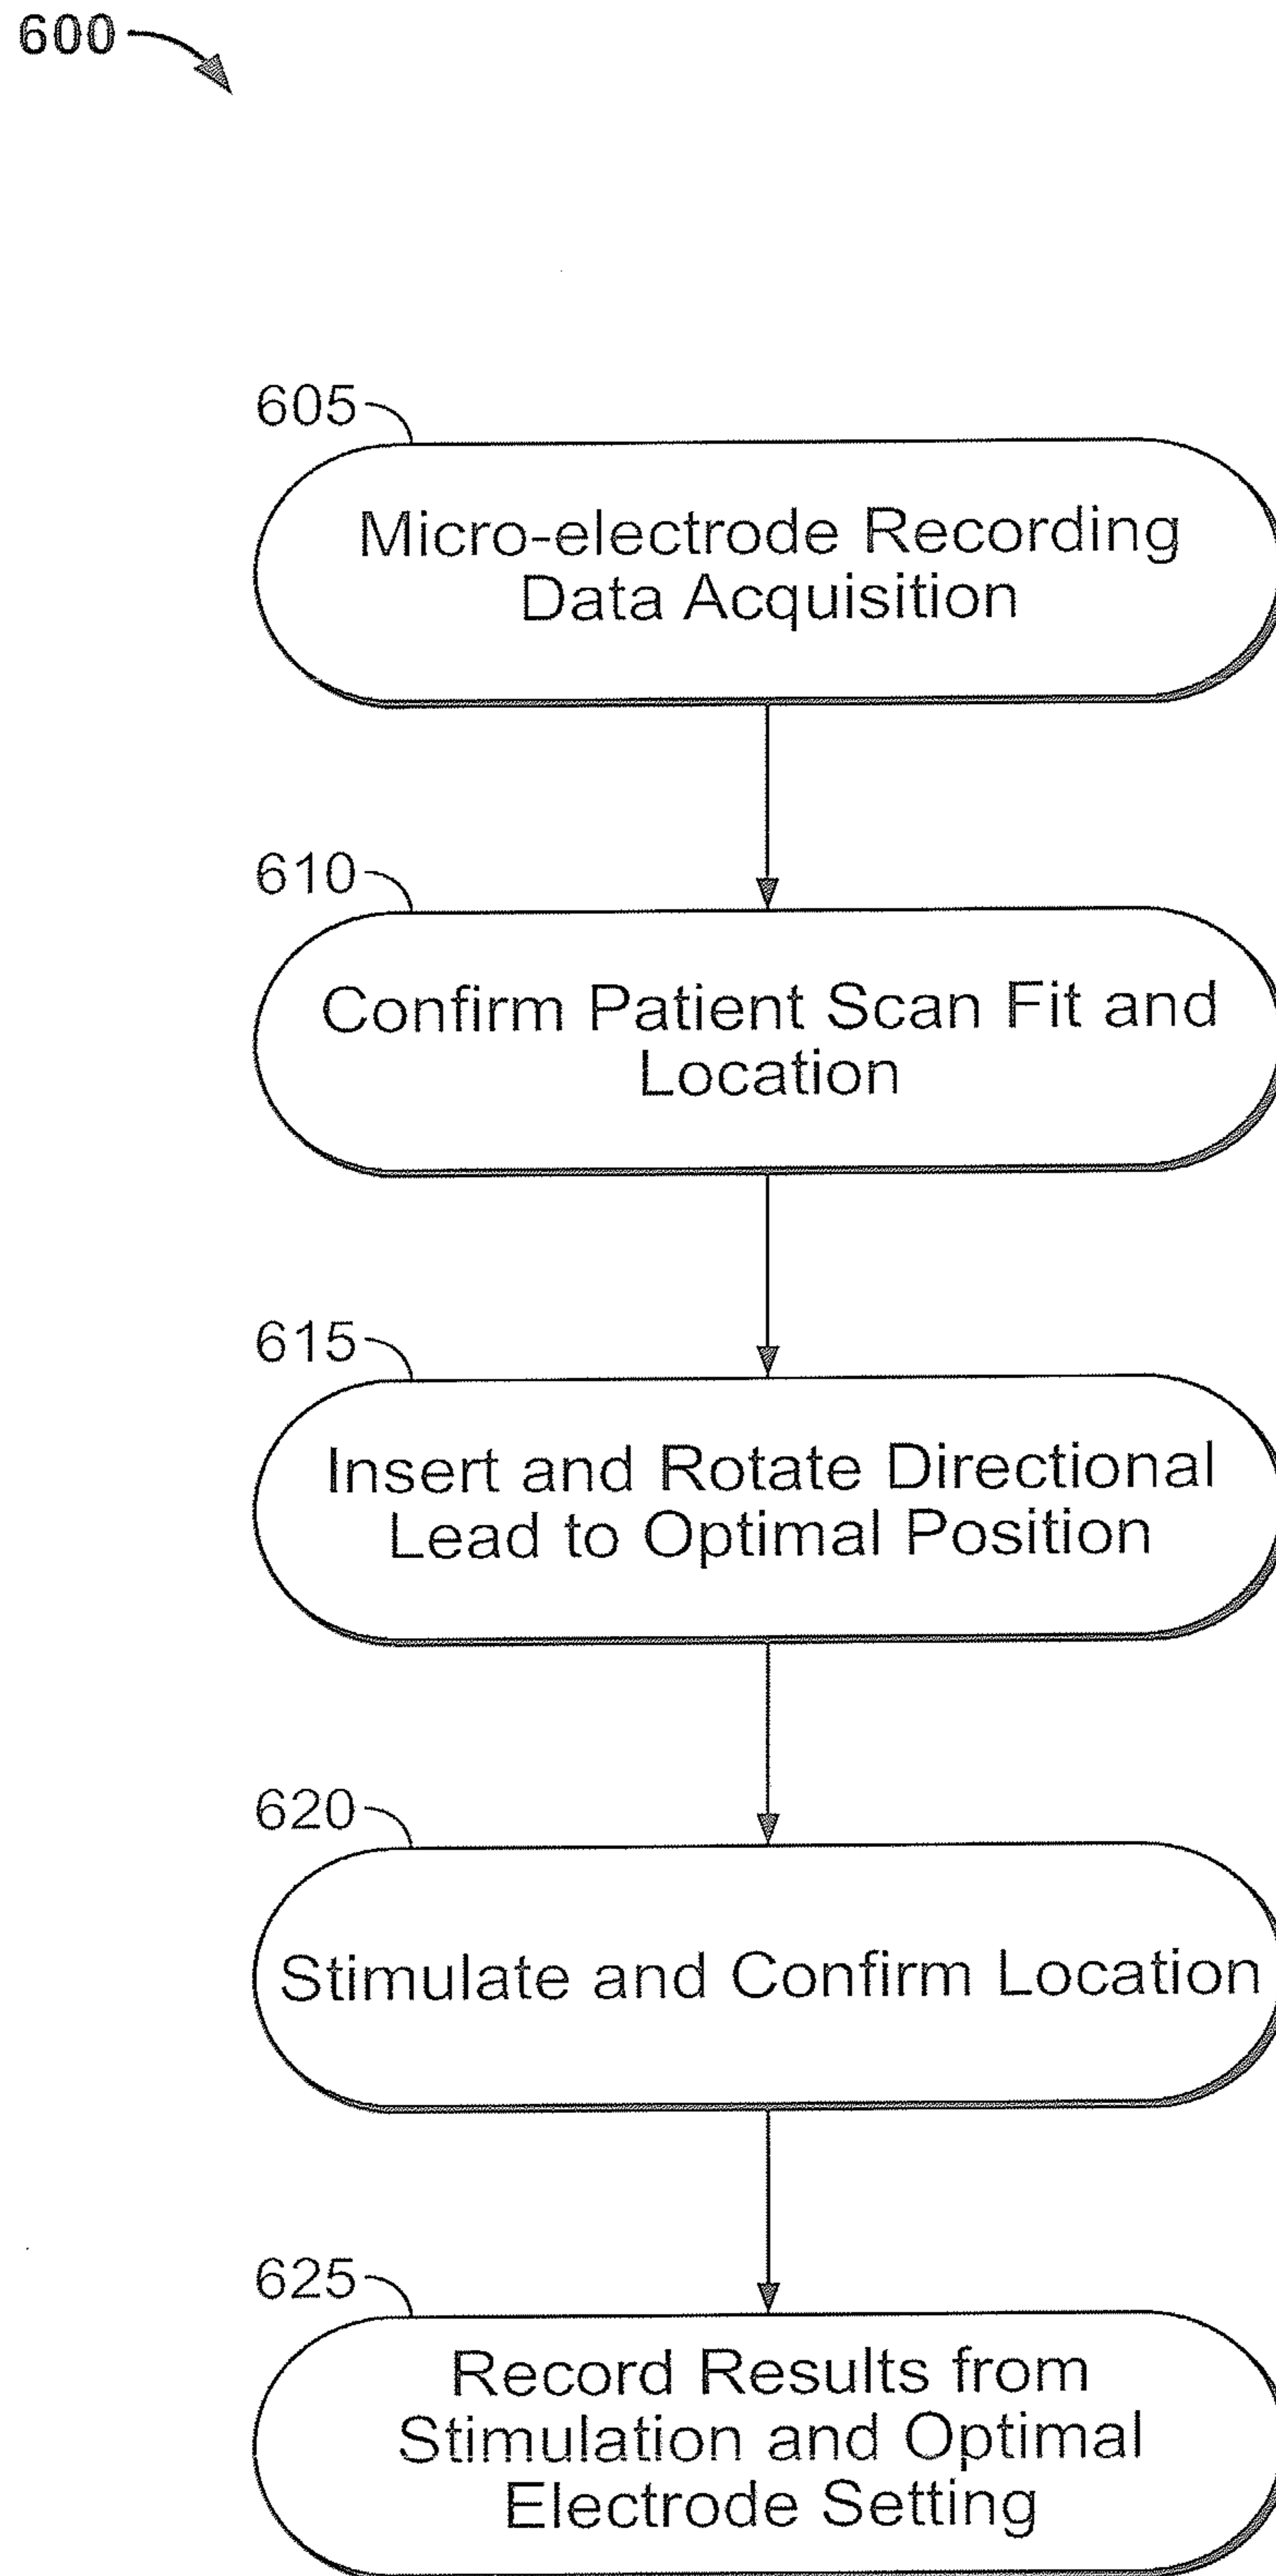 600
605
Micro-electrode Recording
Data Acquisition
610
Confirm Patient Scan Fit and
Location
615
Insert and Rotate Directional
Lead to Optimal Position
620
Stimulate and Confirm Location
625
Record Results from
Stimulation and Optimal
Electrode Setting